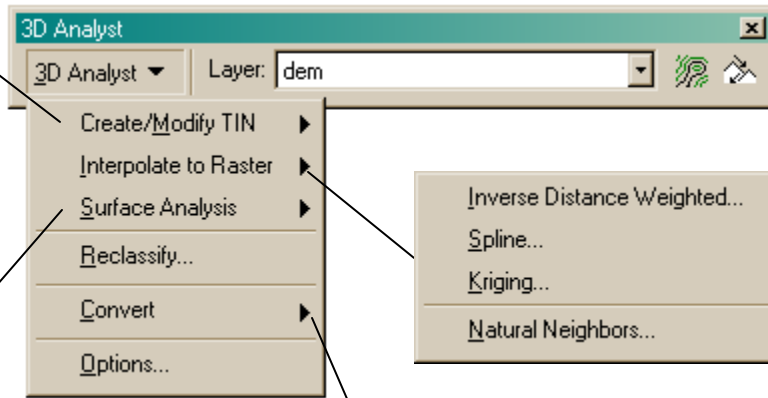 3D Analyst
3D Analyst
Layer:
dem
Create/Modify TIN
Interpolate to Raster
Surface Analysis
Reclassify...
Convert
Options...
Inverse Distance Weighted...
Spline...
Kriging...
Natural Neighbors...